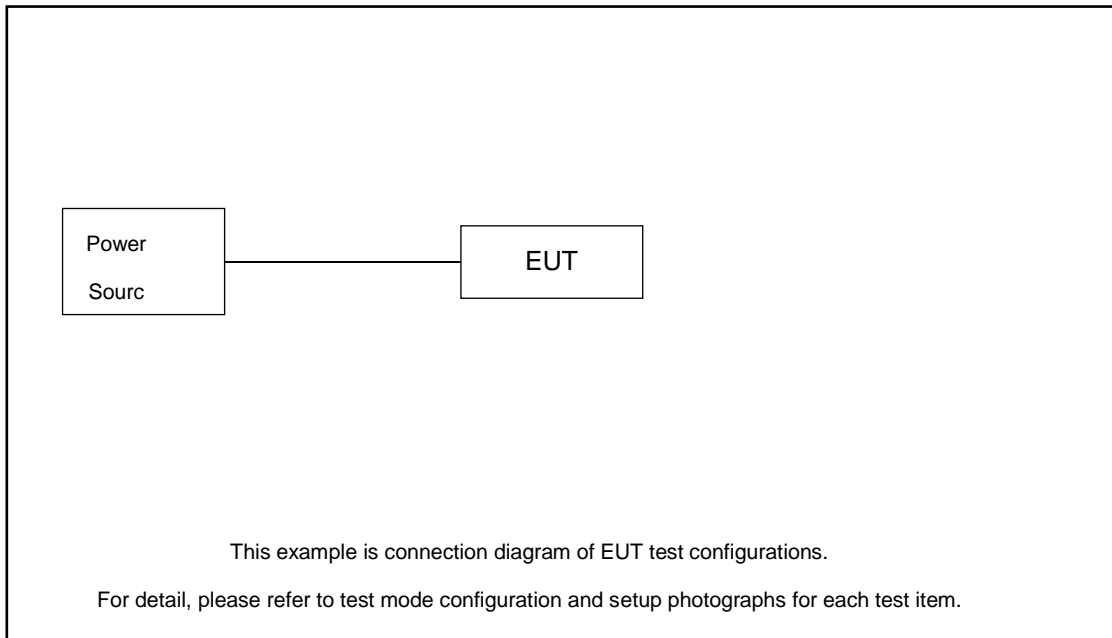 Power
Sourc
EUT
This example is connection diagram of EUT test configurations.
For detail, please refer to test mode configuration and setup photographs for each test item.